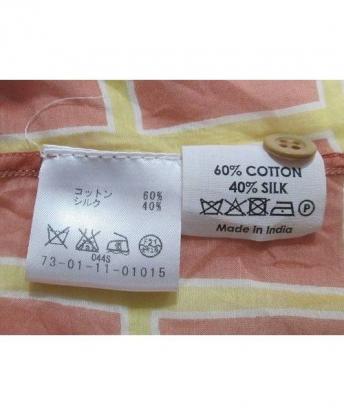 コットン 60%
シルク 40%
044S
73-01-11-01015
60% COTTON
40% SILK
P
Made in India